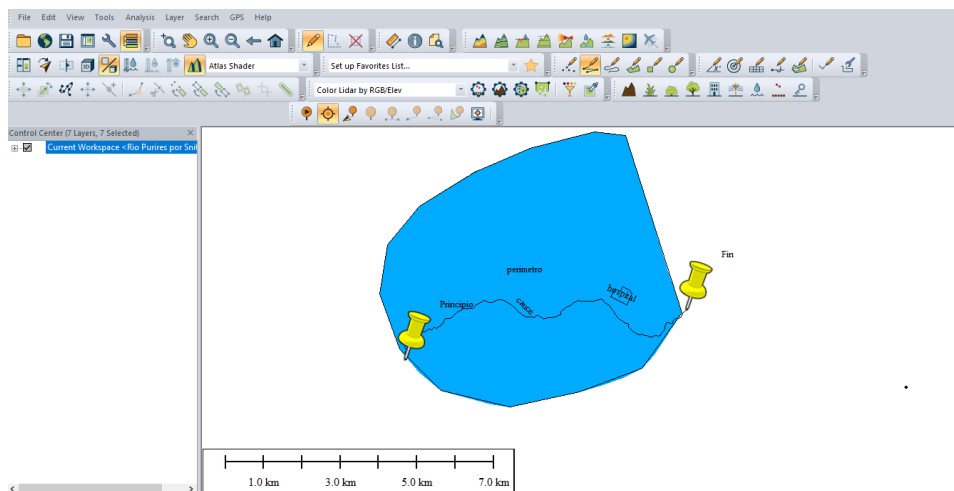 File Edit View Tools Analysis Layer Search GPS Help
Atlas Shader
Set up Favorites List...
Color Lidar by RGB/Elev
Control Center (7 Layers, 7 Selected)
Current Workspace <Rio Purires por Snif
Fin
perimetro
hospital
Principio
cauce
1.0 km 3.0 km 5.0 km 7.0 km